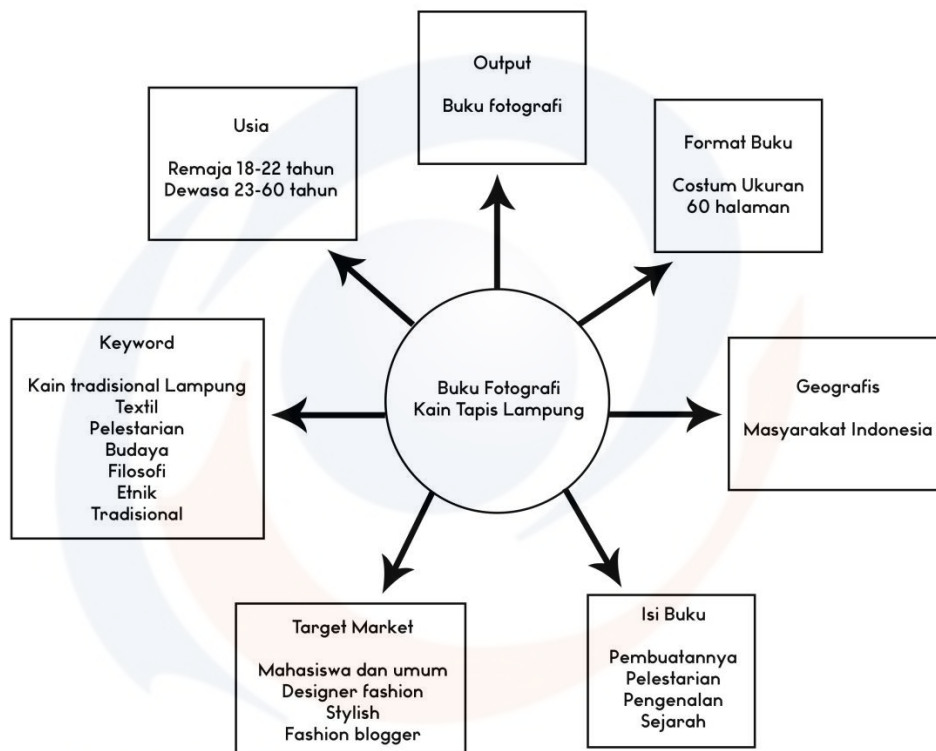 Output
Buku fotografi
Usia
Remaja 18-22 tahun
Dewasa 23-60 tahun
Format Buku
Costum Ukuran
60 halaman
Keyword
Kain tradisional Lampung
Textil
Pelestarian
Budaya
Filosofi
Etnik
Tradisional
Buku Fotografi
Kain Tapis Lampung
Geografis
Masyarakat Indonesia
Target Market
Mahasiswa dan umum
Designer fashion
Stylish
Fashion blogger
Isi Buku
Pembuatannya
Pelestarian
Pengenalan
Sejarah